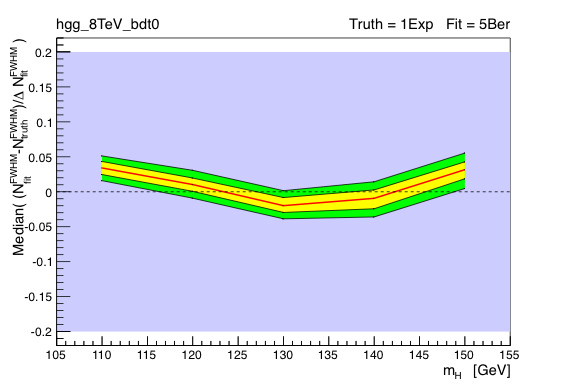 hgg_8TeV_bdt0
Truth = 1Exp Fit = 5Ber
Median( (N_fit^FWHM-N_truth^FWHM)/Δ N_fit^FWHM )
0.2
0.15
0.1
0.05
0
-0.05
-0.1
-0.15
-0.2
105 110 115 120 125 130 135 140 145 150 155
m_H [GeV]